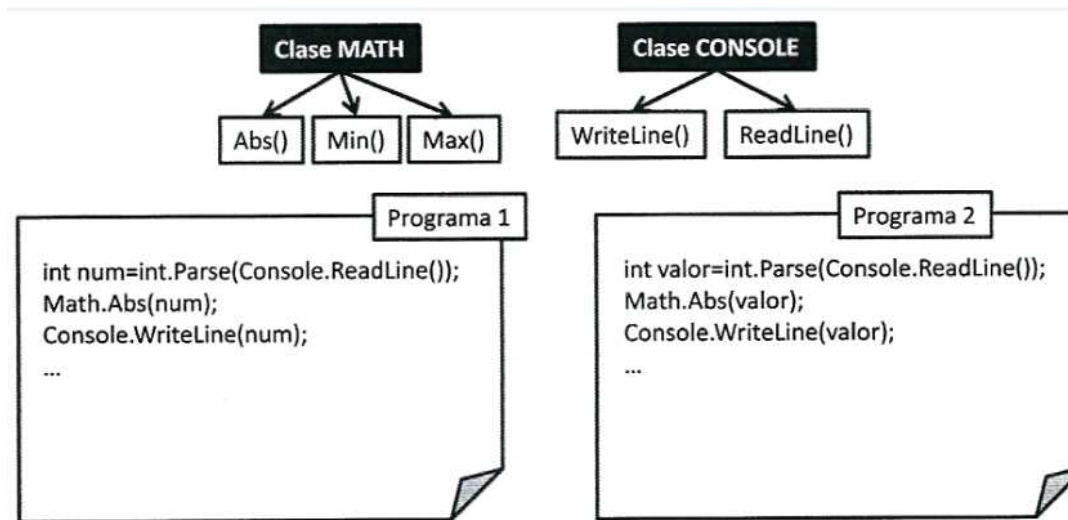 Clase MATH
Clase CONSOLE
Abs()
Min()
Max()
WriteLine()
ReadLine()
Programa 1
int num=int.Parse(Console.ReadLine());
Math.Abs(num);
Console.WriteLine(num);
...
Programa 2
int valor=int.Parse(Console.ReadLine());
Math.Abs(valor);
Console.WriteLine(valor);
...